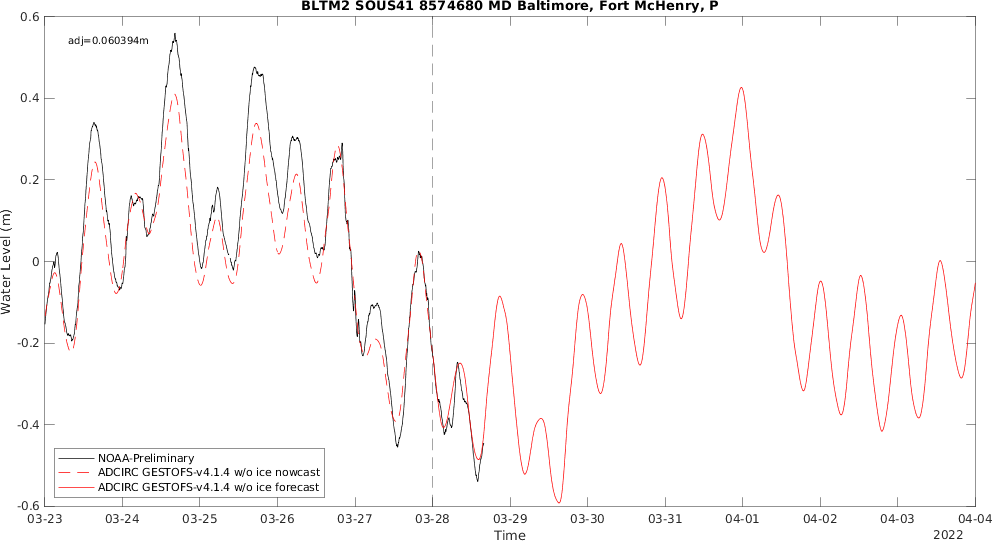 BLTM2 SOUS41 8574680 MD Baltimore, Fort McHenry, P
adj=0.060394m
0.6
0.4
0.2
0
-0.2
-0.4
-0.6
Water Level (m)
NOAA-Preliminary
ADCIRC GESTOFS-v4.1.4 w/o ice nowcast
ADCIRC GESTOFS-v4.1.4 w/o ice forecast
03-23 03-24 03-25 03-26 03-27 03-28 03-29 03-30 03-31 04-01 04-02 04-03 04-04
Time
2022